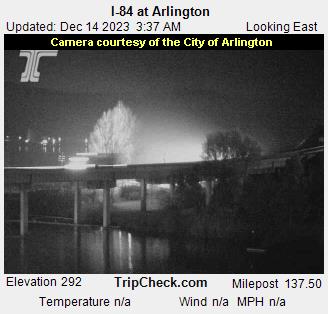 I-84 at Arlington
Updated: Dec 14 2023 3:37 AM Looking East
Camera courtesy of the City of Arlington
Elevation 292 TripCheck.com Milepost 137.50
Temperature n/a Wind n/a MPH n/a